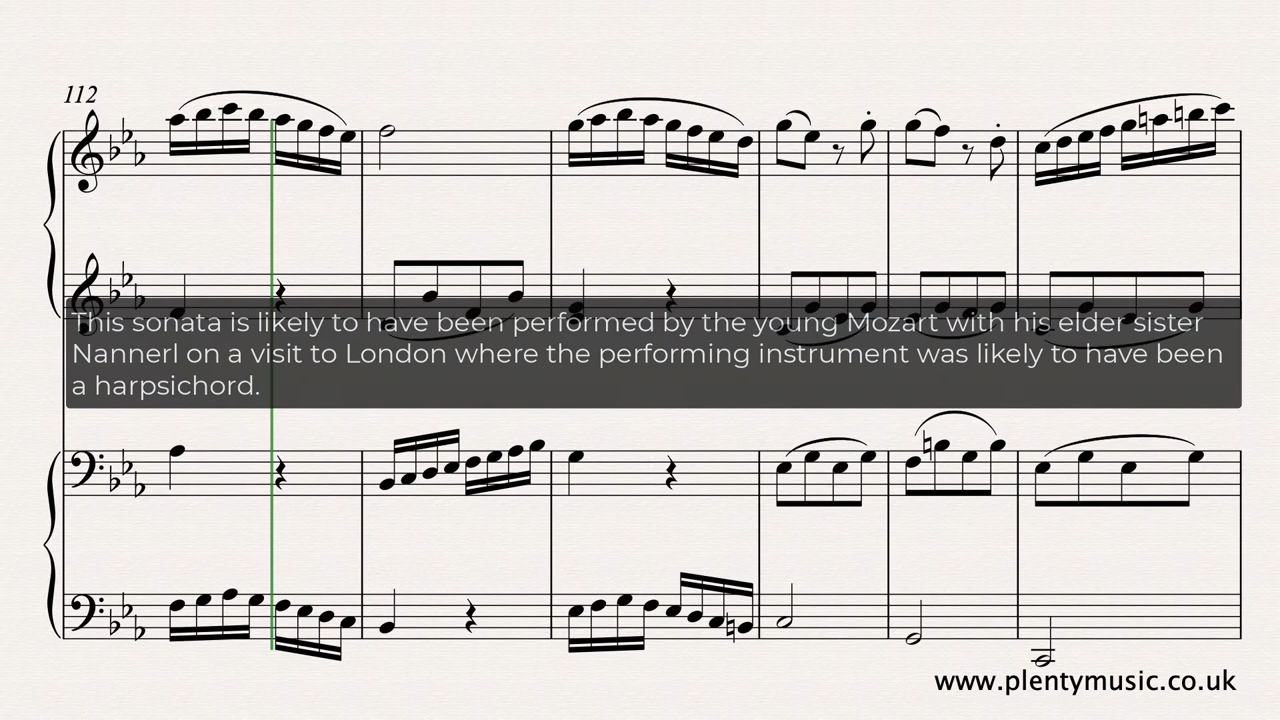 112
This sonata is likely to have been performed by the young Mozart with his elder sister
Nannerl on a visit to London where the performing instrument was likely to have been
a harpsichord.
www.plentymusic.co.uk